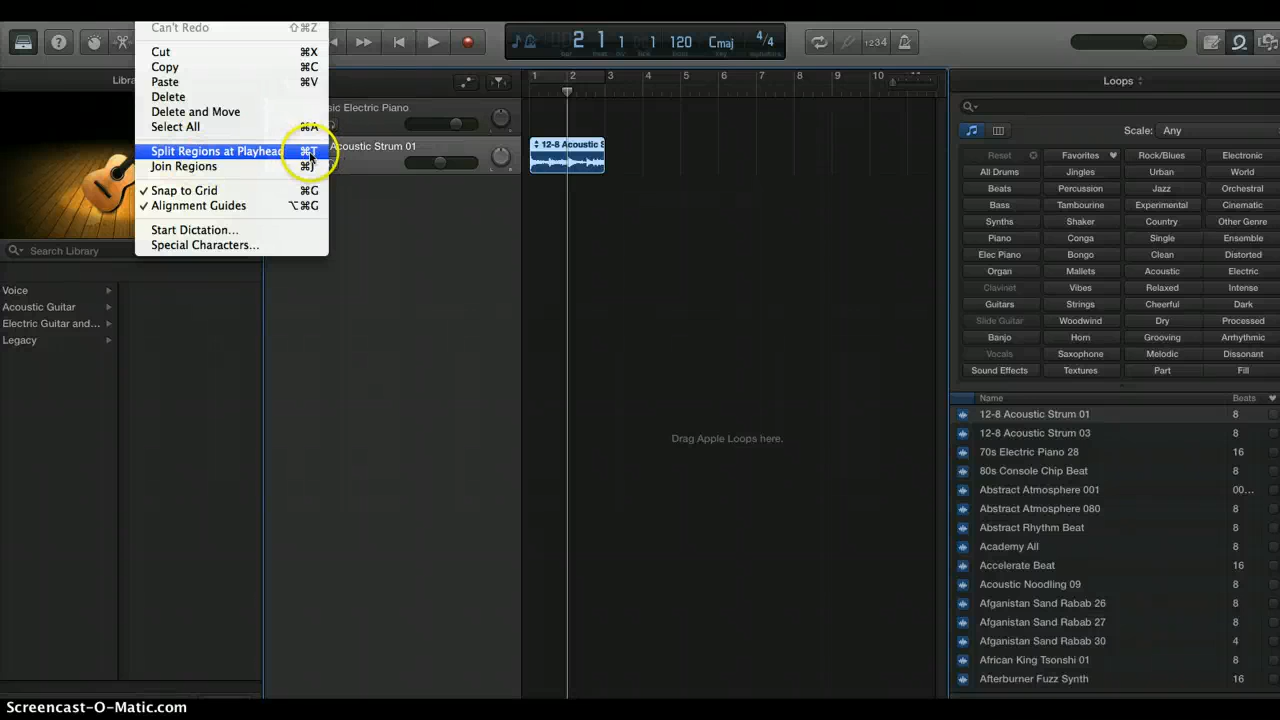 Can't Redo ⇧⌘Z
Cut ⌘X
Copy ⌘C
Paste ⌘V
Delete
Delete and Move
Select All ⌘A
Split Regions at Playhead ⌘T
Join Regions ⌘J
✓ Snap to Grid ⌘G
✓ Alignment Guides ⌥⌘G
Start Dictation...
Special Characters...
2 1 1 1 120 Cmaj 4/4
1234
Search Library
Voice
Acoustic Guitar
Electric Guitar and...
Legacy
Acoustic Strum 01
1 2 3 4 5 6 7 8 9 10
12-8 Acoustic S
Drag Apple Loops here.
Loops
Scale: Any
Reset Favorites Rock/Blues Electronic
All Drums Jingles Urban World
Beats Percussion Jazz Orchestral
Bass Tambourine Experimental Cinematic
Synths Shaker Country Other Genre
Piano Conga Single Ensemble
Elec Piano Bongo Clean Distorted
Organ Mallets Acoustic Electric
Clavinet Vibes Relaxed Intense
Guitars Strings Cheerful Dark
Slide Guitar Woodwind Dry Processed
Banjo Horn Grooving Arrhythmic
Vocals Saxophone Melodic Dissonant
Sound Effects Textures Part Fill
Name Beats
12-8 Acoustic Strum 01 8
12-8 Acoustic Strum 03 8
70s Electric Piano 28 16
80s Console Chip Beat 8
Abstract Atmosphere 001 00...
Abstract Atmosphere 080 8
Abstract Rhythm Beat 8
Academy All 8
Accelerate Beat 16
Acoustic Noodling 09 8
Afganistan Sand Rabab 26 8
Afganistan Sand Rabab 27 8
Afganistan Sand Rabab 30 4
African King Tsonshi 01 8
Afterburner Fuzz Synth 16
Screencast-O-Matic.com